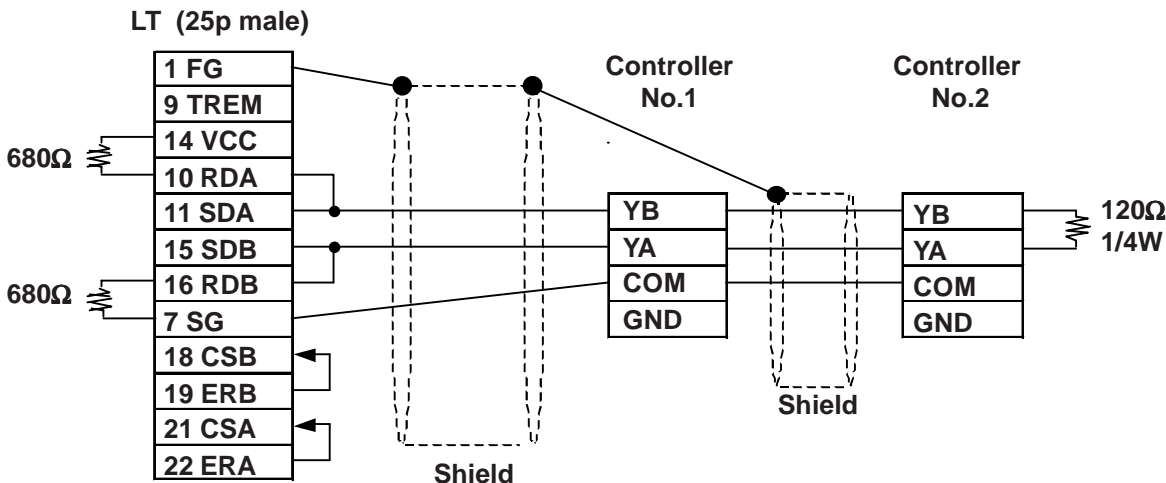 LT (25p male)
1 FG
9 TREM
14 VCC
10 RDA
11 SDA
15 SDB
16 RDB
7 SG
18 CSB
19 ERB
21 CSA
22 ERA
680Ω
680Ω
Shield
Controller
No.1
YB
YA
COM
GND
Shield
Controller
No.2
YB
YA
COM
GND
120Ω
1/4W